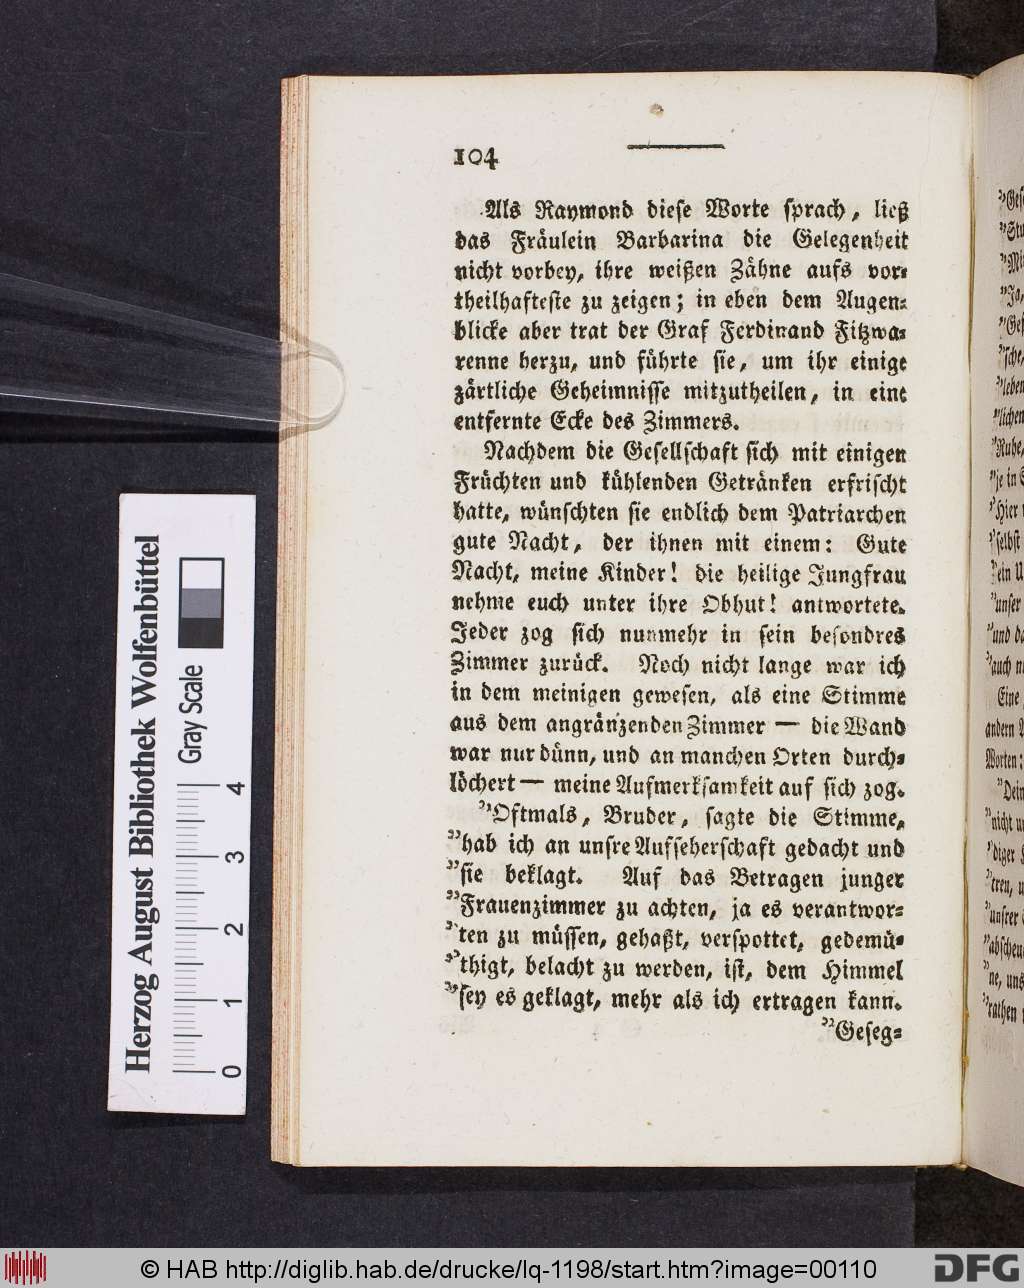 104
Als Raymond dieſe Worte ſprach, ließ
das Fräulein Barbarina die Gelegenheit
nicht vorbey, ihre weißen Zähne aufs vor⸗
theilhafteſte zu zeigen; in eben dem Augen⸗
blicke aber trat der Graf Ferdinand Fitzwa⸗
renne herzu, und führte ſie, um ihr einige
zärtliche Geheimniſſe mitzutheilen, in eine
entfernte Ecke des Zimmers.
Nachdem die Geſellſchaft ſich mit einigen
Früchten und kühlenden Getränken erfriſcht
hatte, wünſchten ſie endlich dem Patriarchen
gute Nacht, der ihnen mit einem: Gute
Nacht, meine Kinder! die heilige Jungfrau
nehme euch unter ihre Obhut! antwortete.
Jeder zog ſich nunmehr in ſein beſondres
Zimmer zurück. Noch nicht lange war ich
in dem meinigen geweſen, als eine Stimme
aus dem angränzenden Zimmer — die Wand
war nur dünn, und an manchen Orten durch⸗
löchert — meine Aufmerkſamkeit auf ſich zog.
”Oftmals, Bruder, ſagte die Stimme,
”hab ich an unſre Aufſeherſchaft gedacht und
”ſie beklagt. Auf das Betragen junger
”Frauenzimmer zu achten, ja es verantwor⸗
”ten zu müſſen, gehaßt, verſpottet, gedemü⸗
”thigt, belacht zu werden, iſt, dem Himmel
”ſey es geklagt, mehr als ich ertragen kann.
”Geſeg⸗
Herzog August Bibliothek Wolfenbüttel
Gray Scale
0 1 2 3 4
© HAB http://diglib.hab.de/drucke/lq-1198/start.htm?image=00110
DFG